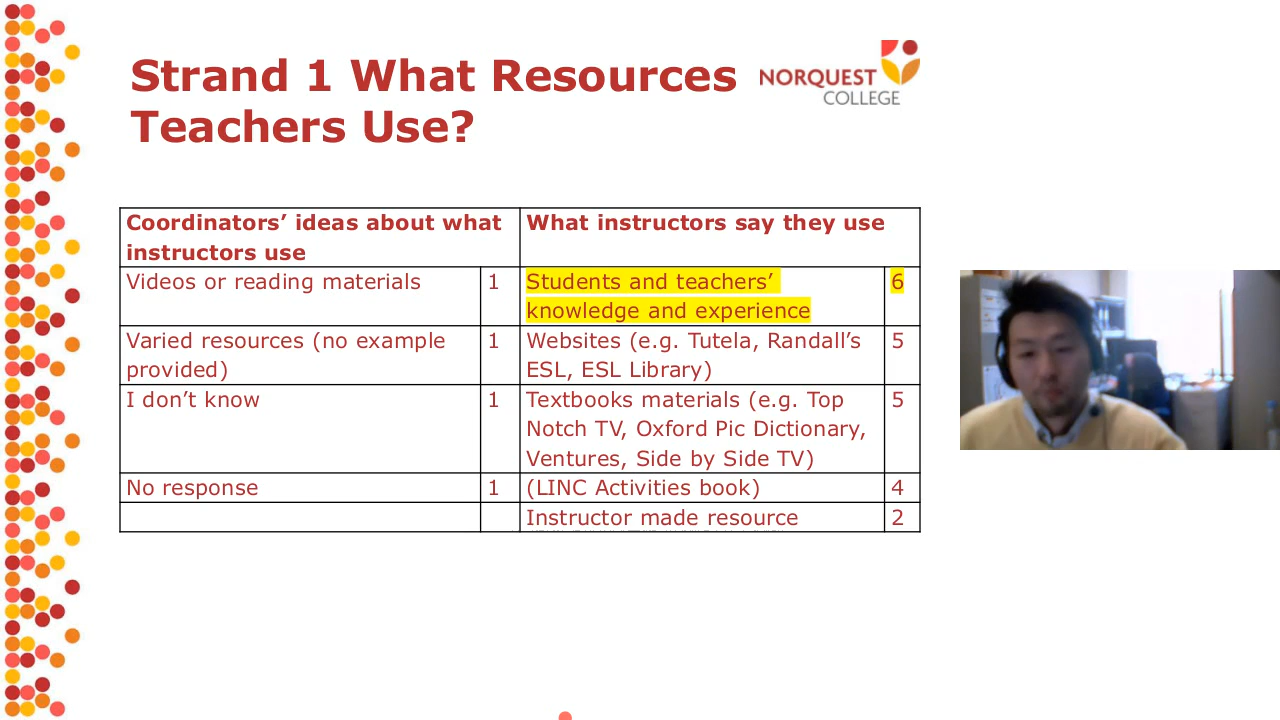 Strand 1 What Resources
Teachers Use?
NORQUEST
COLLEGE
Coordinators’ ideas about what
instructors use
What instructors say they use
Videos or reading materials
1
Students and teachers’
knowledge and experience
6
Varied resources (no example
provided)
1
Websites (e.g. Tutela, Randall’s
ESL, ESL Library)
5
I don’t know
1
Textbooks materials (e.g. Top
Notch TV, Oxford Pic Dictionary,
Ventures, Side by Side TV)
5
No response
1
(LINC Activities book)
4
Instructor made resource
2